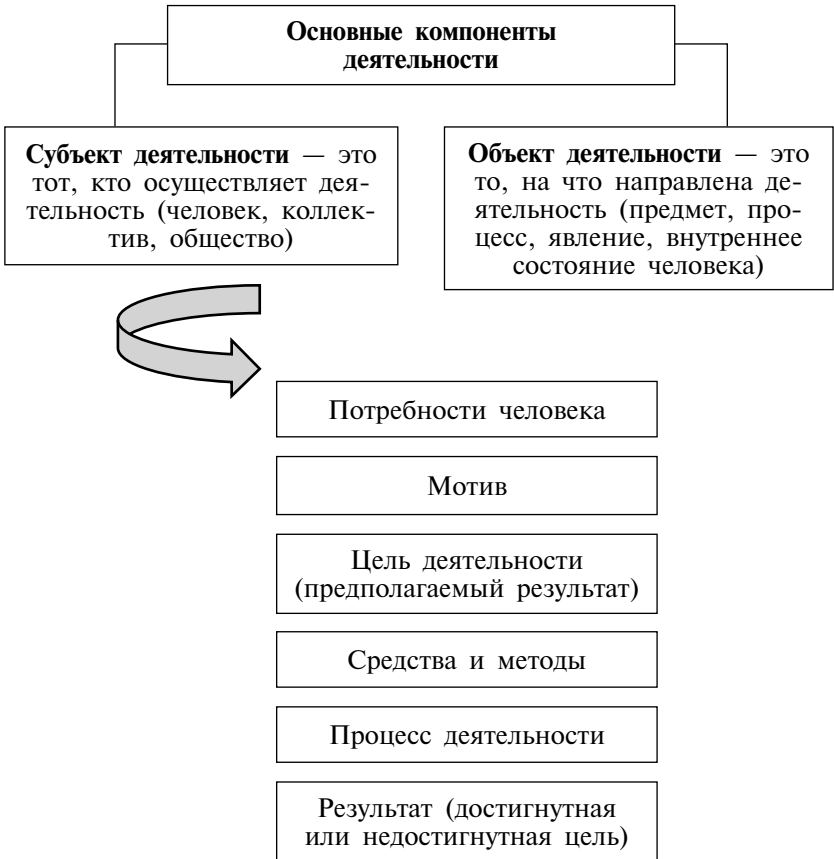 Основные компоненты
деятельности
Субъект деятельности — это
тот, кто осуществляет дея-
тельность (человек, коллек-
тив, общество)
Объект деятельности — это
то, на что направлена де-
ятельность (предмет, про-
цесс, явление, внутреннее
состояние человека)
Потребности человека
Мотив
Цель деятельности
(предполагаемый результат)
Средства и методы
Процесс деятельности
Результат (достигнутая
или недостигнутая цель)